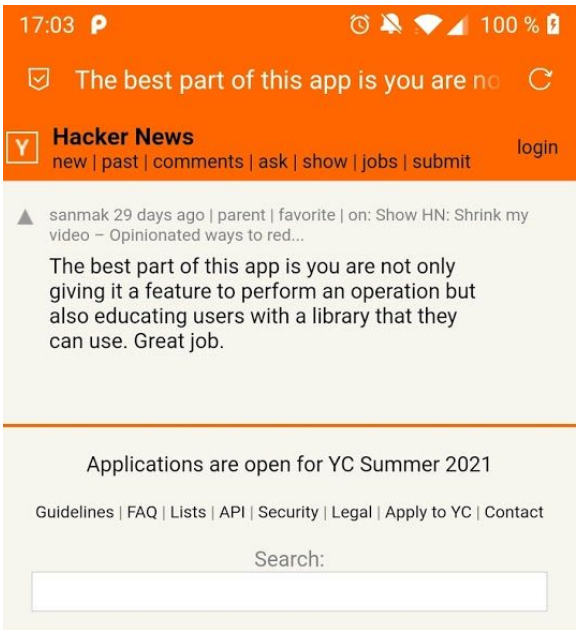 17:03 100 %
The best part of this app is you are no
Y Hacker News login
new | past | comments | ask | show | jobs | submit
sanmak 29 days ago | parent | favorite | on: Show HN: Shrink my
video – Opinionated ways to red...
The best part of this app is you are not only
giving it a feature to perform an operation but
also educating users with a library that they
can use. Great job.
Applications are open for YC Summer 2021
Guidelines | FAQ | Lists | API | Security | Legal | Apply to YC | Contact
Search: